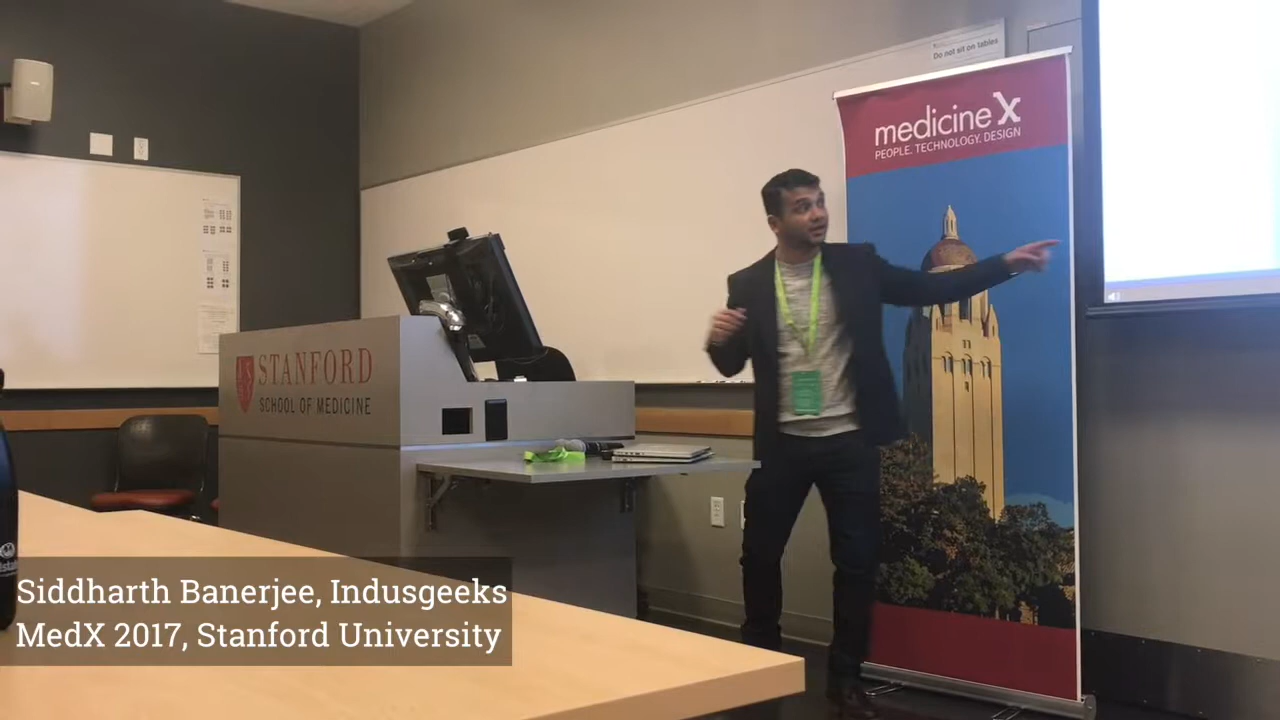 Do not sit on tables
medicine X
PEOPLE. TECHNOLOGY. DESIGN
STANFORD
SCHOOL OF MEDICINE
Siddharth Banerjee, Indusgeeks
MedX 2017, Stanford University